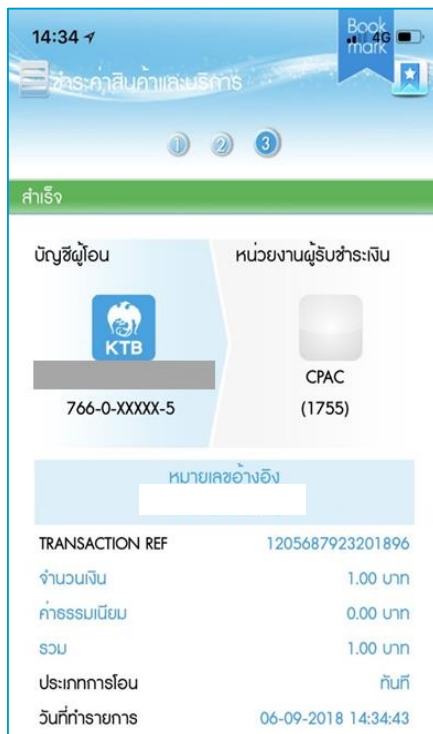 14:34
4G
Book
mark
ชำระค่าสินค้าและบริการ
1 2 3
สำเร็จ
บัญชีผู้โอน
หน่วยงานผู้รับชำระเงิน
KTB
CPAC
766-0-XXXXX-5
(1755)
หมายเลขอ้างอิง
TRANSACTION REF 1205687923201896
จำนวนเงิน 1.00 บาท
ค่าธรรมเนียม 0.00 บาท
รวม 1.00 บาท
ประเภทการโอน ทันที
วันที่ทำรายการ 06-09-2018 14:34:43